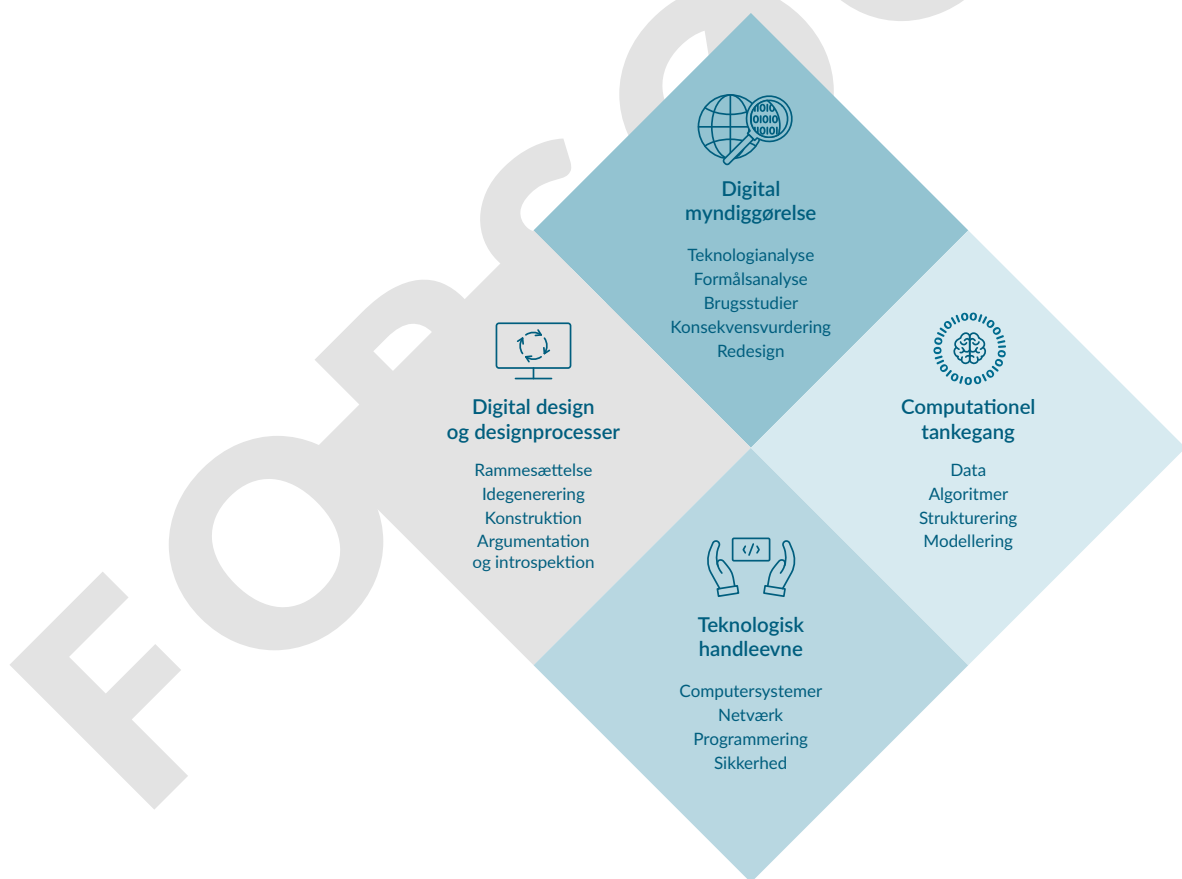 FORSØG
Digital
myndiggørelse
Teknologianalyse
Formålsanalyse
Brugsstudier
Konsekvensvurdering
Redesign
Digital design
og designprocesser
Rammesættelse
Idegenerering
Konstruktion
Argumentation
og introspektion
Computationel
tankegang
Data
Algoritmer
Strukturering
Modellering
Teknologisk
handleevne
Computersystemer
Netværk
Programmering
Sikkerhed